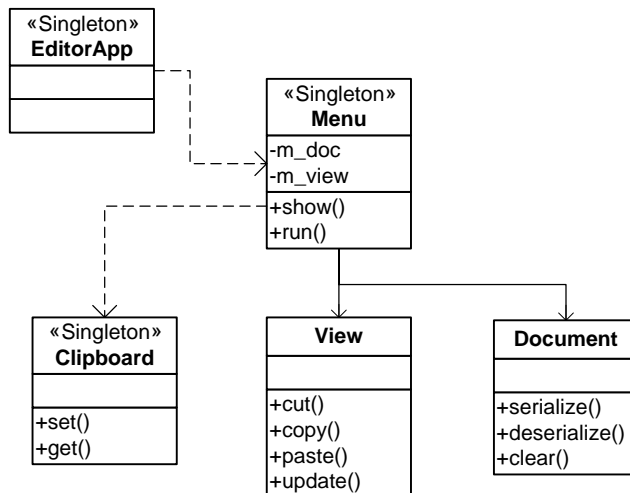 «Singleton»
EditorApp
«Singleton»
Menu
-m_doc
-m_view
+show()
+run()
«Singleton»
Clipboard
+set()
+get()
View
+cut()
+copy()
+paste()
+update()
Document
+serialize()
+deserialize()
+clear()